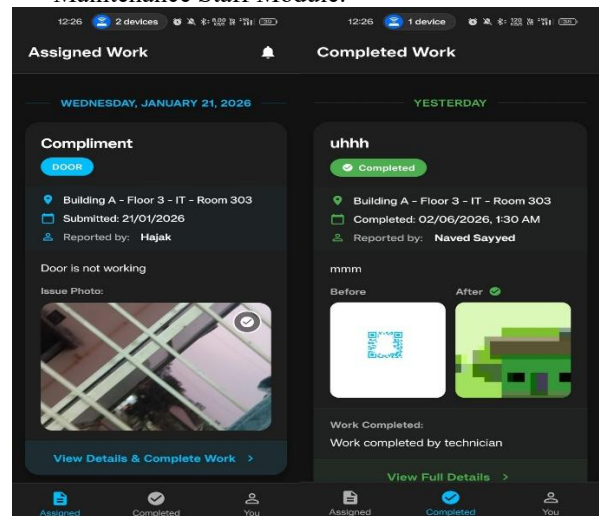 Maintenance Staff Module:
12:26 2 devices
Assigned Work
WEDNESDAY, JANUARY 21, 2026
Compliment
DOOR
Building A - Floor 3 - IT - Room 303
Submitted: 21/01/2026
Reported by: Hajak
Door is not working
Issue Photo:
View Details & Complete Work >
Assigned Completed You
12:26 1 device
Completed Work
YESTERDAY
uhhh
Completed
Building A - Floor 3 - IT - Room 303
Completed: 02/06/2026, 1:30 AM
Reported by: Naved Sayyed
mmm
Before After
Work Completed:
Work completed by technician
View Full Details >
Assigned Completed You